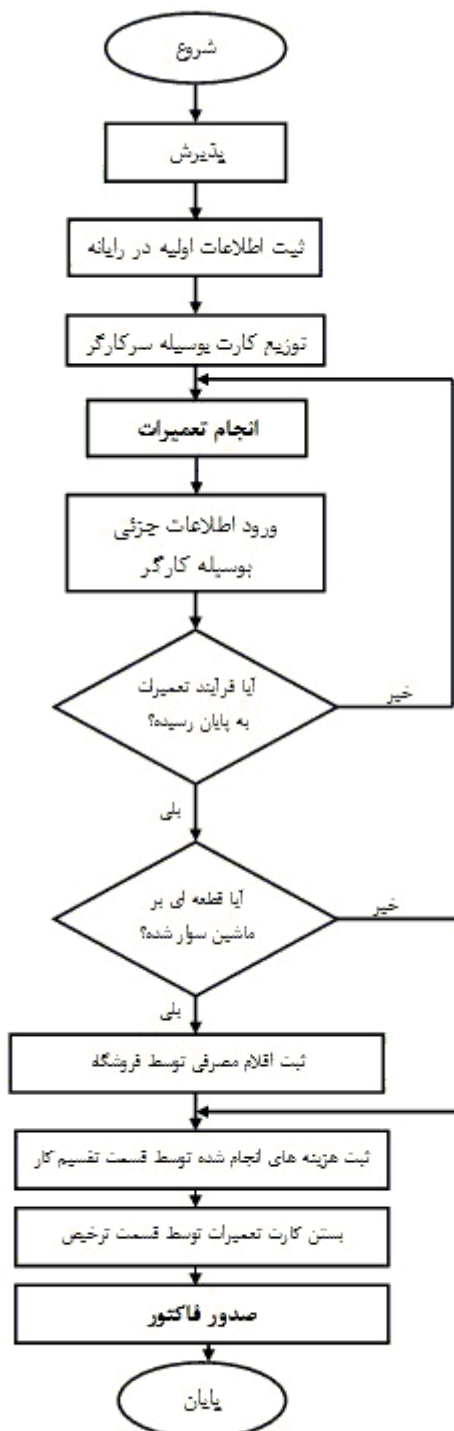 شروع
پذیرش
ثبت اطلاعات اولیه در رایانه
توزیع کارت بوسیله سرکارگر
انجام تعمیرات
ورود اطلاعات جزئی
بوسیله کارگر
آیا فرآیند تعمیرات
به پایان رسیده؟
خیر
بلی
آیا قطعه ای بر
ماشین سوار شده؟
خیر
بلی
ثبت اقلام مصرفی توسط فروشگاه
ثبت هزینه های انجام شده توسط قسمت تقسیم کار
بستن کارت تعمیرات توسط قسمت ترخیص
صدور فاکتور
پایان